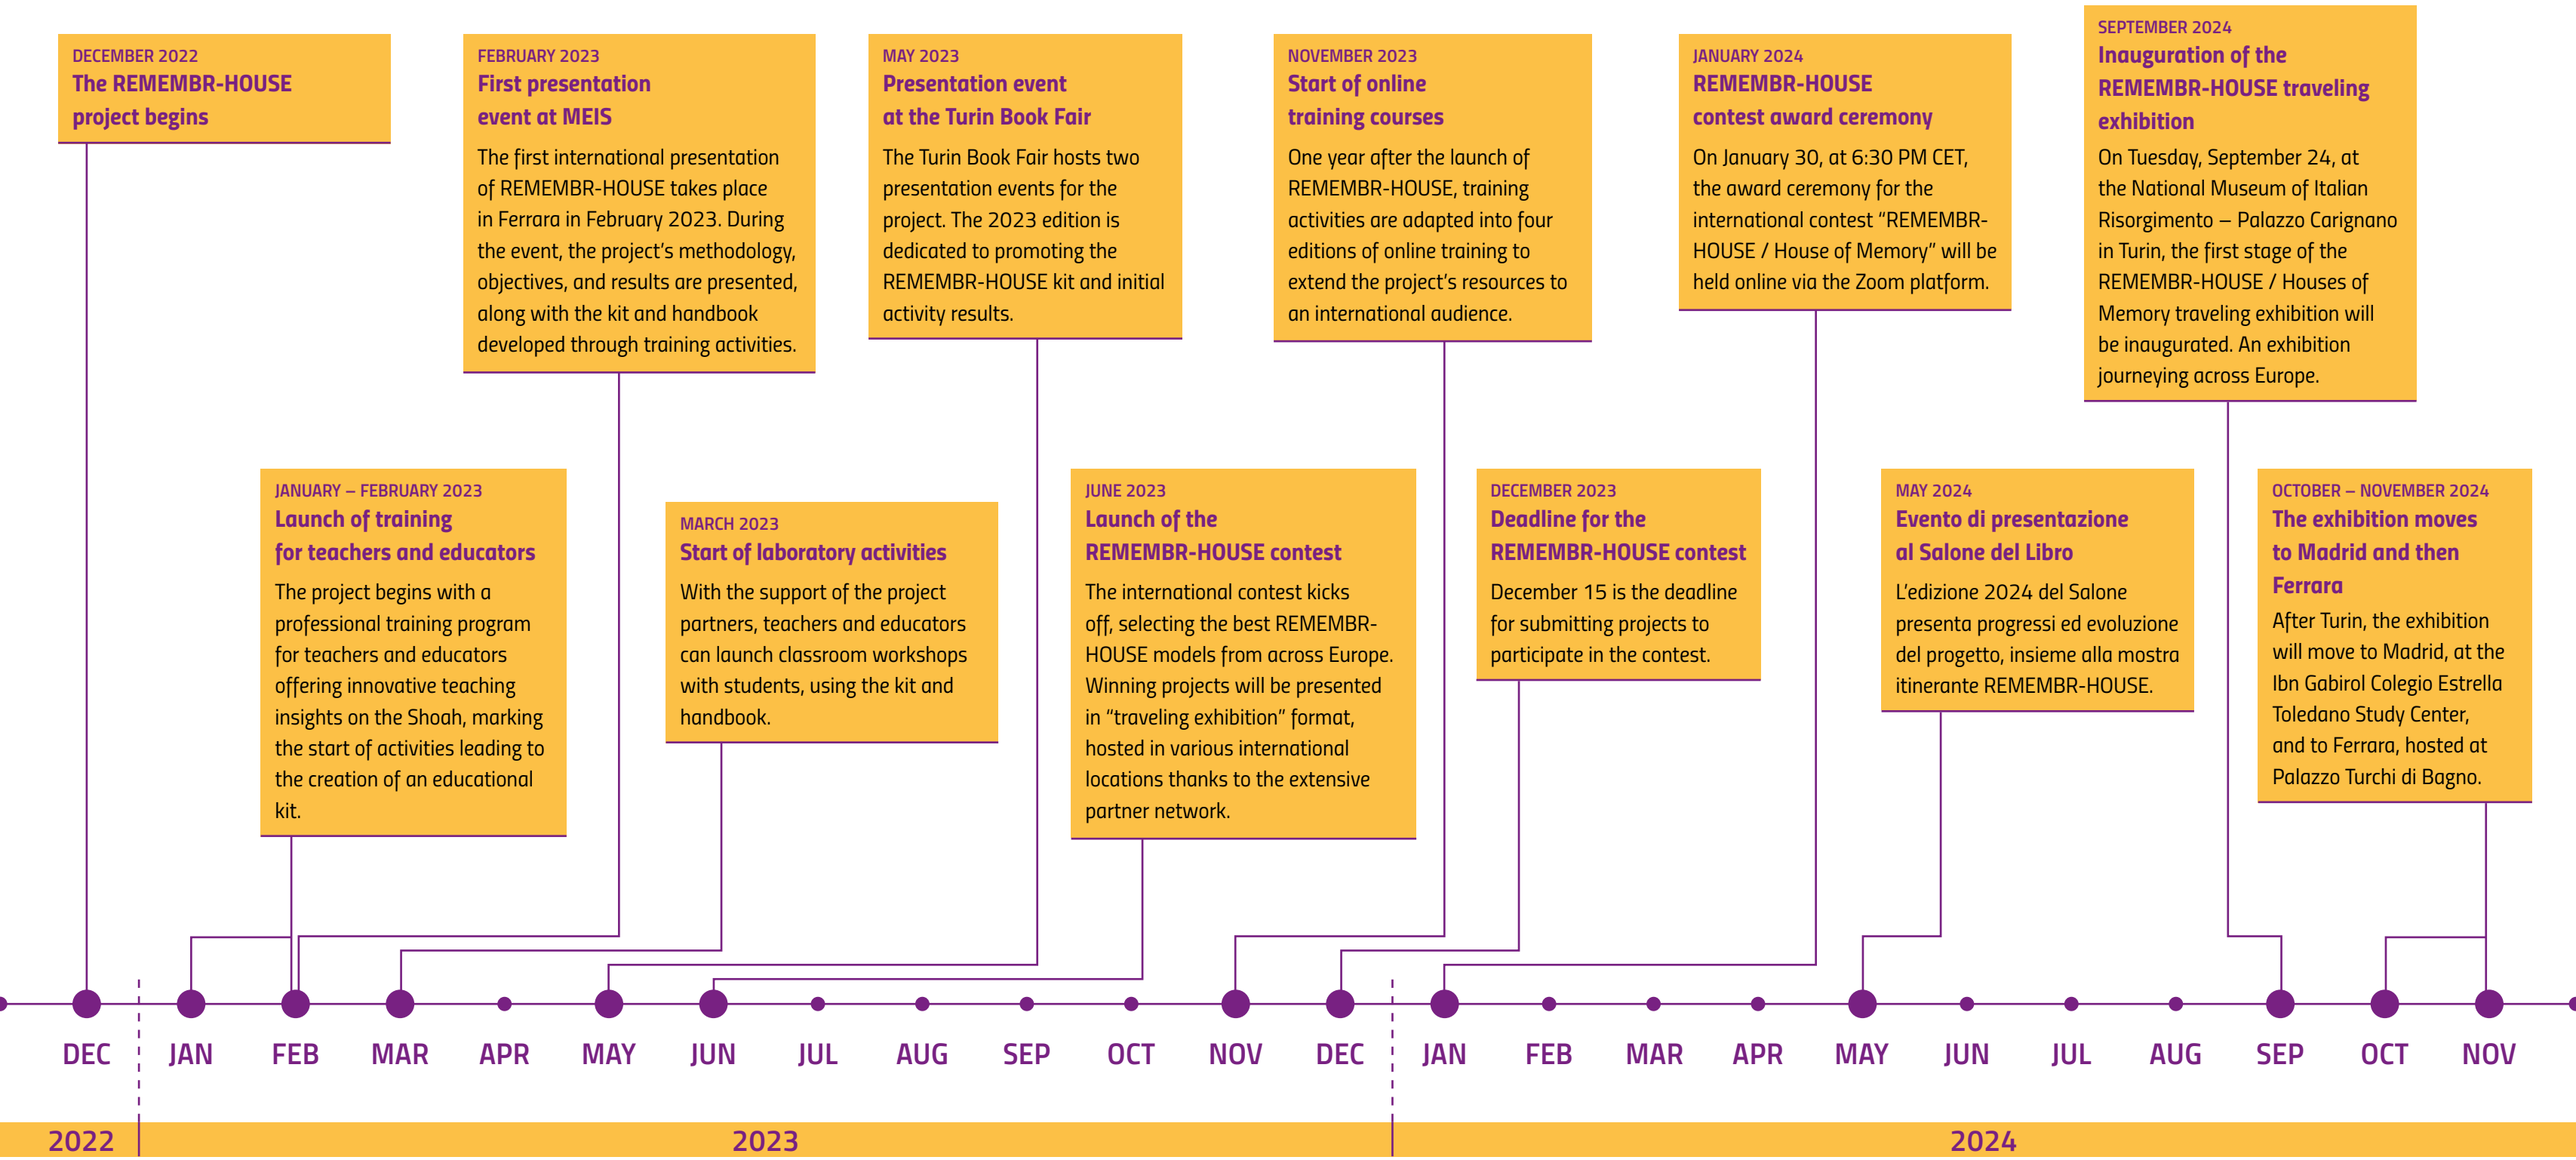 DECEMBER 2022
The REMEMBR-HOUSE
project begins
FEBRUARY 2023
First presentation
event at MEIS
The first international presentation
of REMEMBR-HOUSE takes place
in Ferrara in February 2023. During
the event, the project’s methodology,
objectives, and results are presented,
along with the kit and handbook
developed through training activities.
MAY 2023
Presentation event
at the Turin Book Fair
The Turin Book Fair hosts two
presentation events for the
project. The 2023 edition is
dedicated to promoting the
REMEMBR-HOUSE kit and initial
activity results.
NOVEMBER 2023
Start of online
training courses
One year after the launch of
REMEMBR-HOUSE, training
activities are adapted into four
editions of online training to
extend the project’s resources to
an international audience.
JANUARY 2024
REMEMBR-HOUSE
contest award ceremony
On January 30, at 6:30 PM CET,
the award ceremony for the
international contest “REMEMBR-
HOUSE / House of Memory” will be
held online via the Zoom platform.
SEPTEMBER 2024
Inauguration of the
REMEMBR-HOUSE traveling
exhibition
On Tuesday, September 24, at
the National Museum of Italian
Risorgimento – Palazzo Carignano
in Turin, the first stage of the
REMEMBR-HOUSE / Houses of
Memory traveling exhibition will
be inaugurated. An exhibition
journeying across Europe.
JANUARY – FEBRUARY 2023
Launch of training
for teachers and educators
The project begins with a
professional training program
for teachers and educators
offering innovative teaching
insights on the Shoah, marking
the start of activities leading to
the creation of an educational
kit.
MARCH 2023
Start of laboratory activities
With the support of the project
partners, teachers and educators
can launch classroom workshops
with students, using the kit and
handbook.
JUNE 2023
Launch of the
REMEMBR-HOUSE contest
The international contest kicks
off, selecting the best REMEMBR-
HOUSE models from across Europe.
Winning projects will be presented
in “traveling exhibition” format,
hosted in various international
locations thanks to the extensive
partner network.
DECEMBER 2023
Deadline for the
REMEMBR-HOUSE contest
December 15 is the deadline
for submitting projects to
participate in the contest.
MAY 2024
Evento di presentazione
al Salone del Libro
L’edizione 2024 del Salone
presenta progressi ed evoluzione
del progetto, insieme alla mostra
itinerante REMEMBR-HOUSE.
OCTOBER – NOVEMBER 2024
The exhibition moves
to Madrid and then
Ferrara
After Turin, the exhibition
will move to Madrid, at the
Ibn Gabirol Colegio Estrella
Toledano Study Center,
and to Ferrara, hosted at
Palazzo Turchi di Bagno.
DEC JAN FEB MAR APR MAY JUN JUL AUG SEP OCT NOV DEC JAN FEB MAR APR MAY JUN JUL AUG SEP OCT NOV
2022 2023 2024